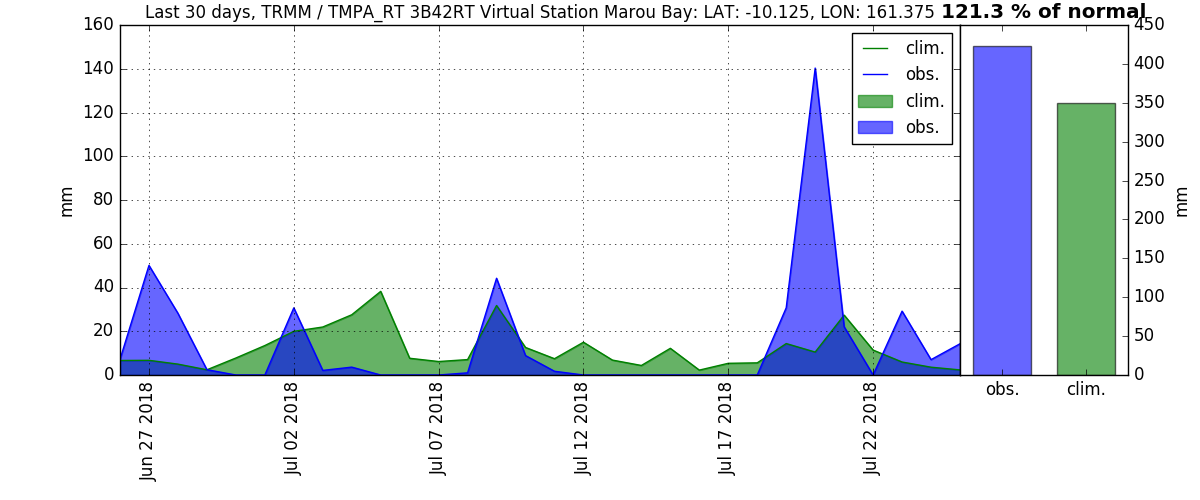 Last 30 days, TRMM / TMPA_RT 3B42RT Virtual Station Marou Bay: LAT: -10.125, LON: 161.375 121.3 % of normal
160
140
120
100
80
60
40
20
0
mm
clim.
obs.
clim.
obs.
Jun 27 2018
Jul 02 2018
Jul 07 2018
Jul 12 2018
Jul 17 2018
Jul 22 2018
450
400
350
300
250
200
150
100
50
0
mm
obs. clim.